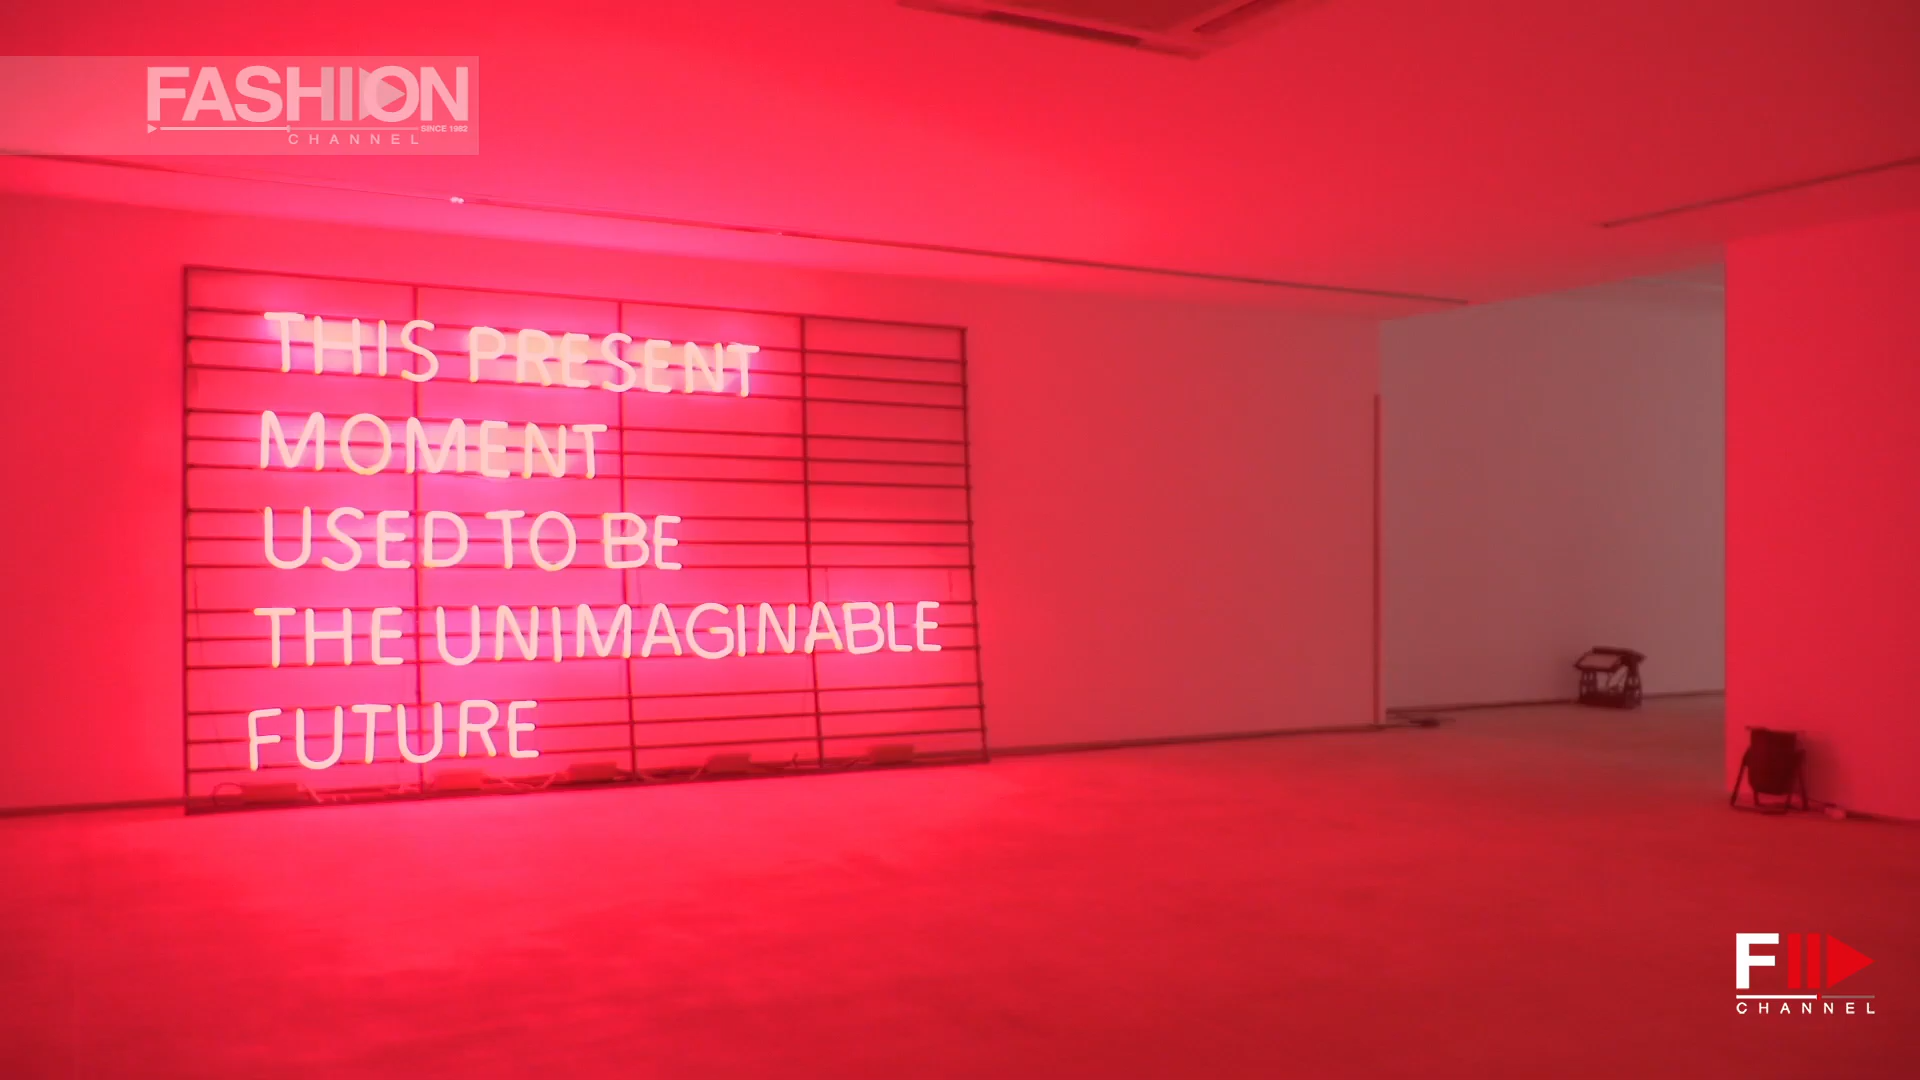 FASHION
SINCE 1982
CHANNEL
THIS PRESENT
MOMENT
USED TO BE
THE UNIMAGINABLE
FUTURE
F
CHANNEL